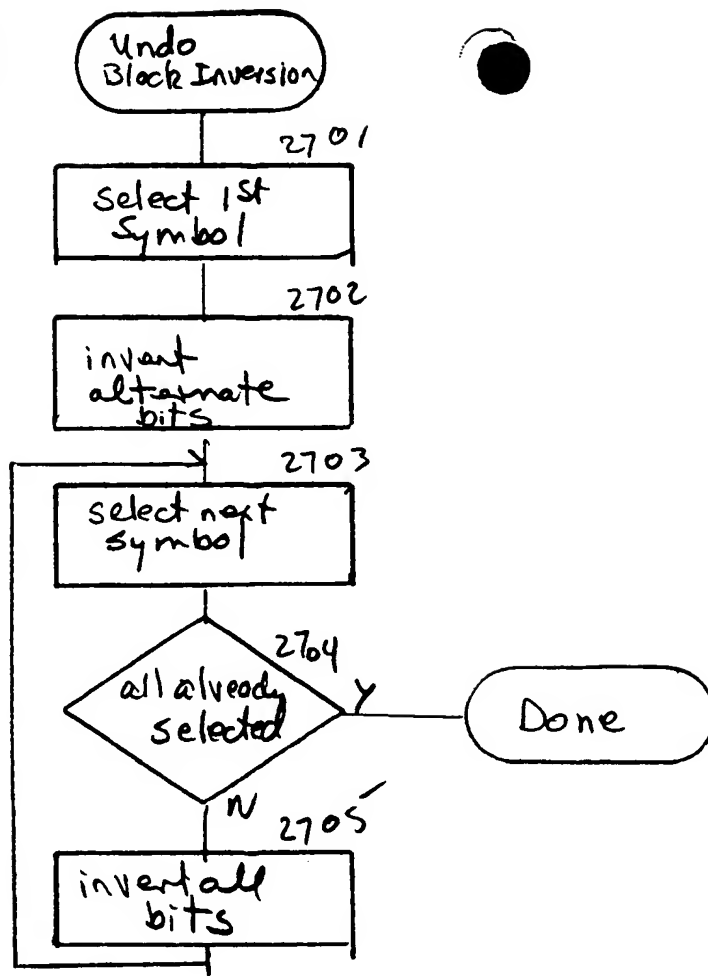 Undo
Block Inversion
2701
select 1st
symbol
2702
invert
alternate
bits
2703
select next
symbol
2704
all already
selected
Y
Done
N
2705
invert all
bits